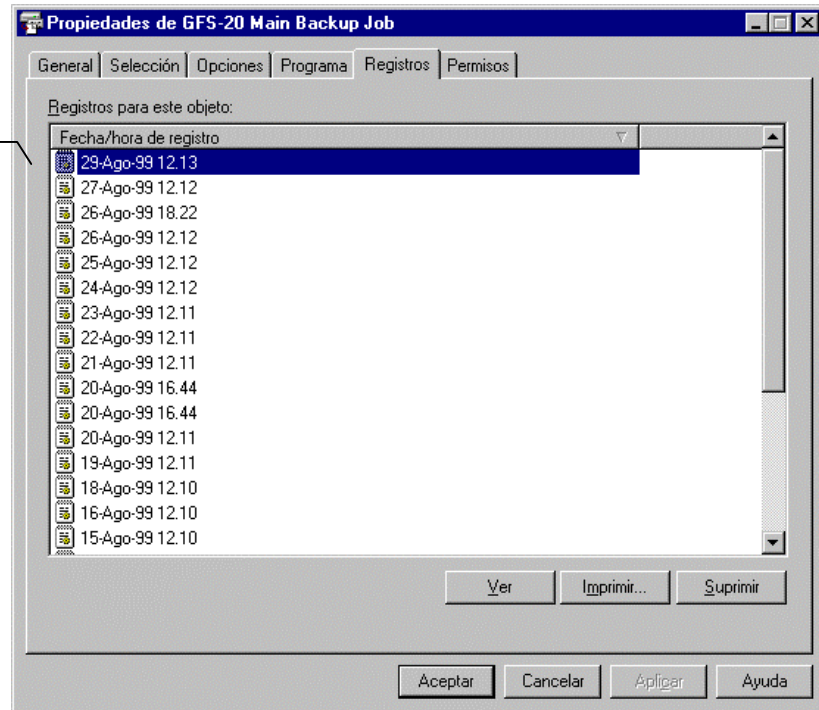 Propiedades de GFS-20 Main Backup Job
General Selección Opciones Programa Registros Permisos
Registros para este objeto:
Fecha/hora de registro
29-Ago-99 12.13
27-Ago-99 12.12
26-Ago-99 18.22
26-Ago-99 12.12
25-Ago-99 12.12
24-Ago-99 12.12
23-Ago-99 12.11
22-Ago-99 12.11
21-Ago-99 12.11
20-Ago-99 16.44
20-Ago-99 16.44
20-Ago-99 12.11
19-Ago-99 12.11
18-Ago-99 12.10
16-Ago-99 12.10
15-Ago-99 12.10
Ver Imprimir... Suprimir
Aceptar Cancelar Aplicar Ayuda